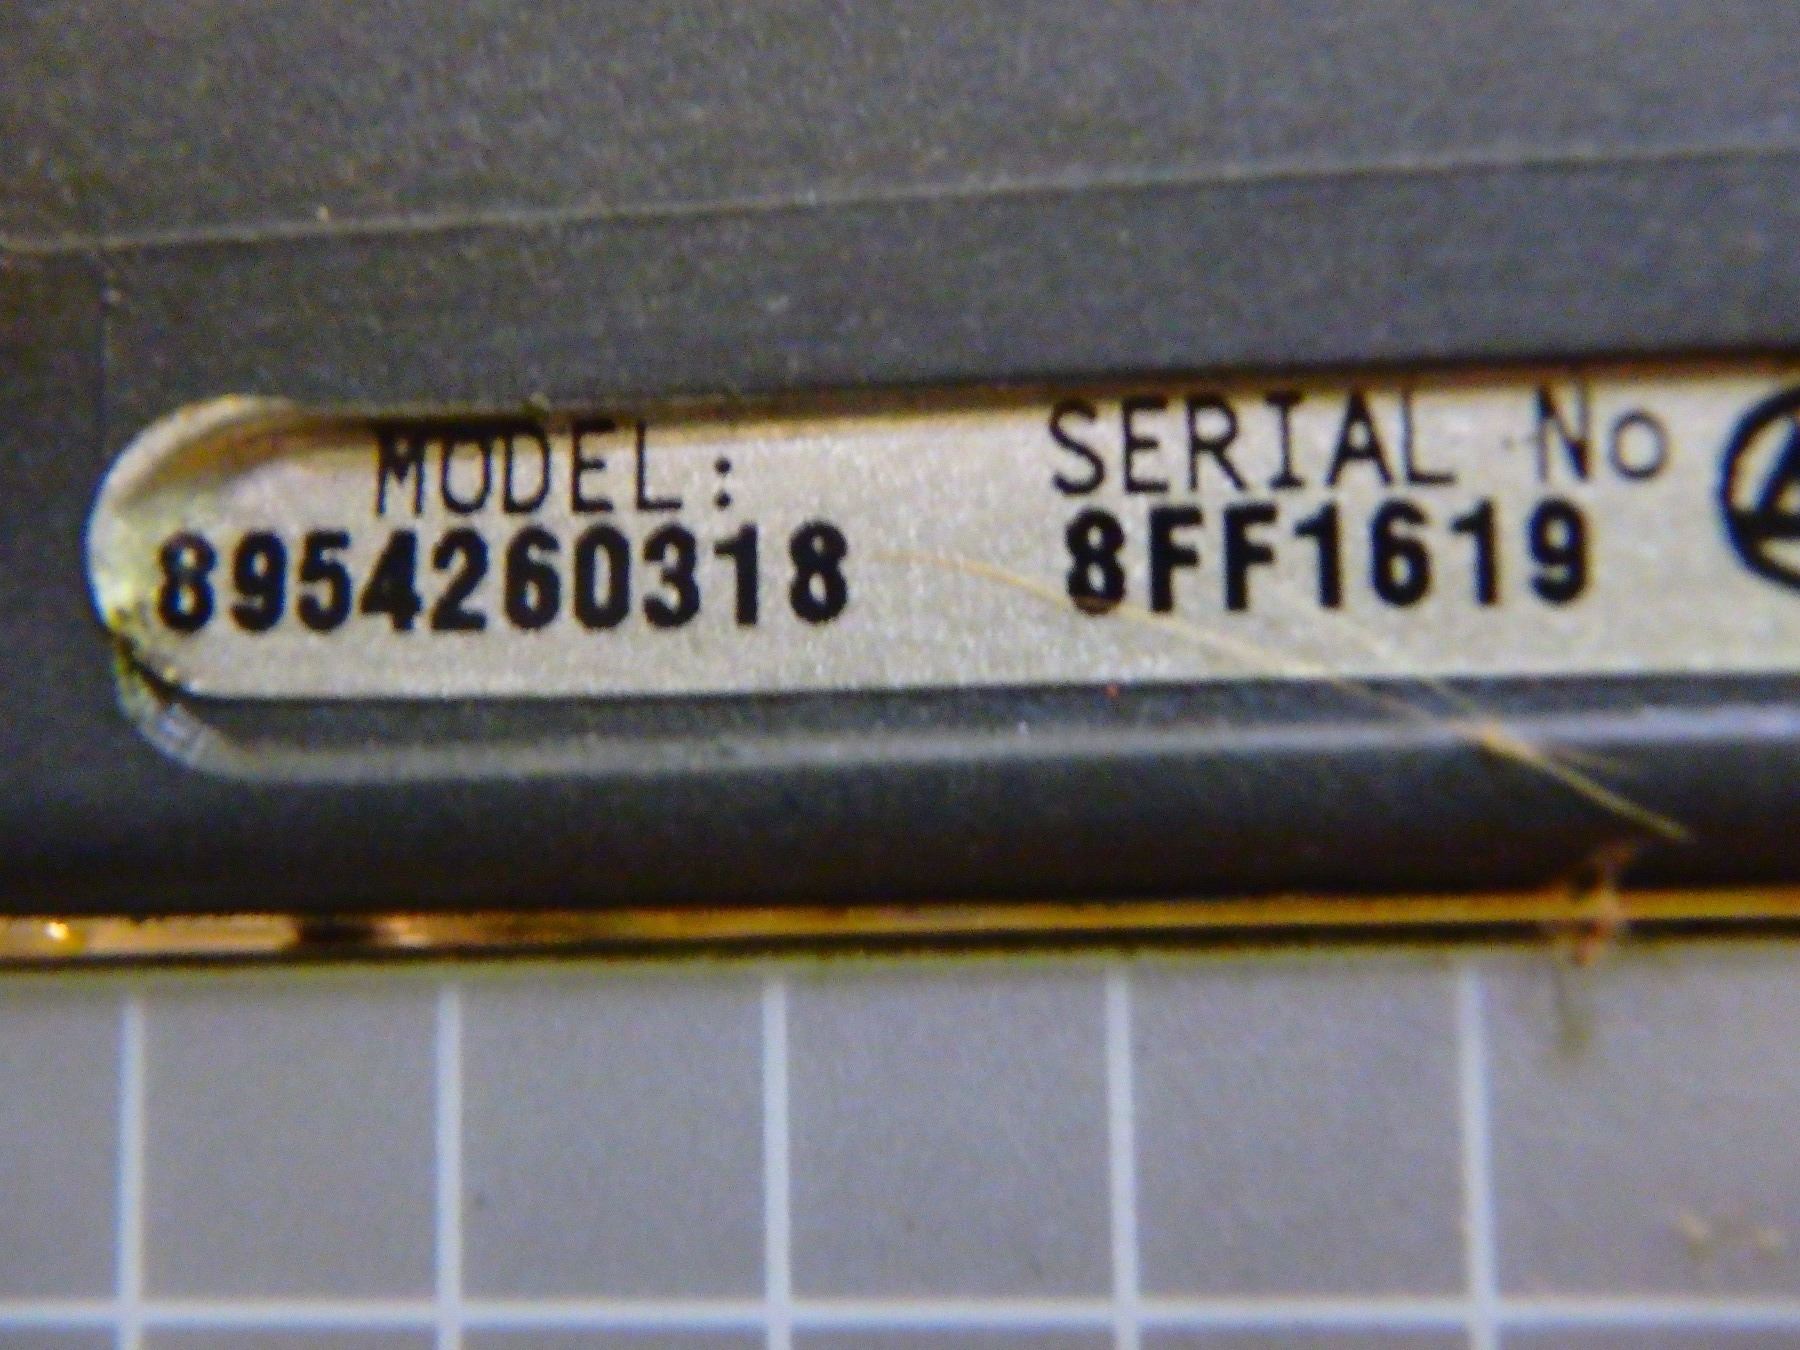 MODEL: SERIAL No
8954260318 8FF1619